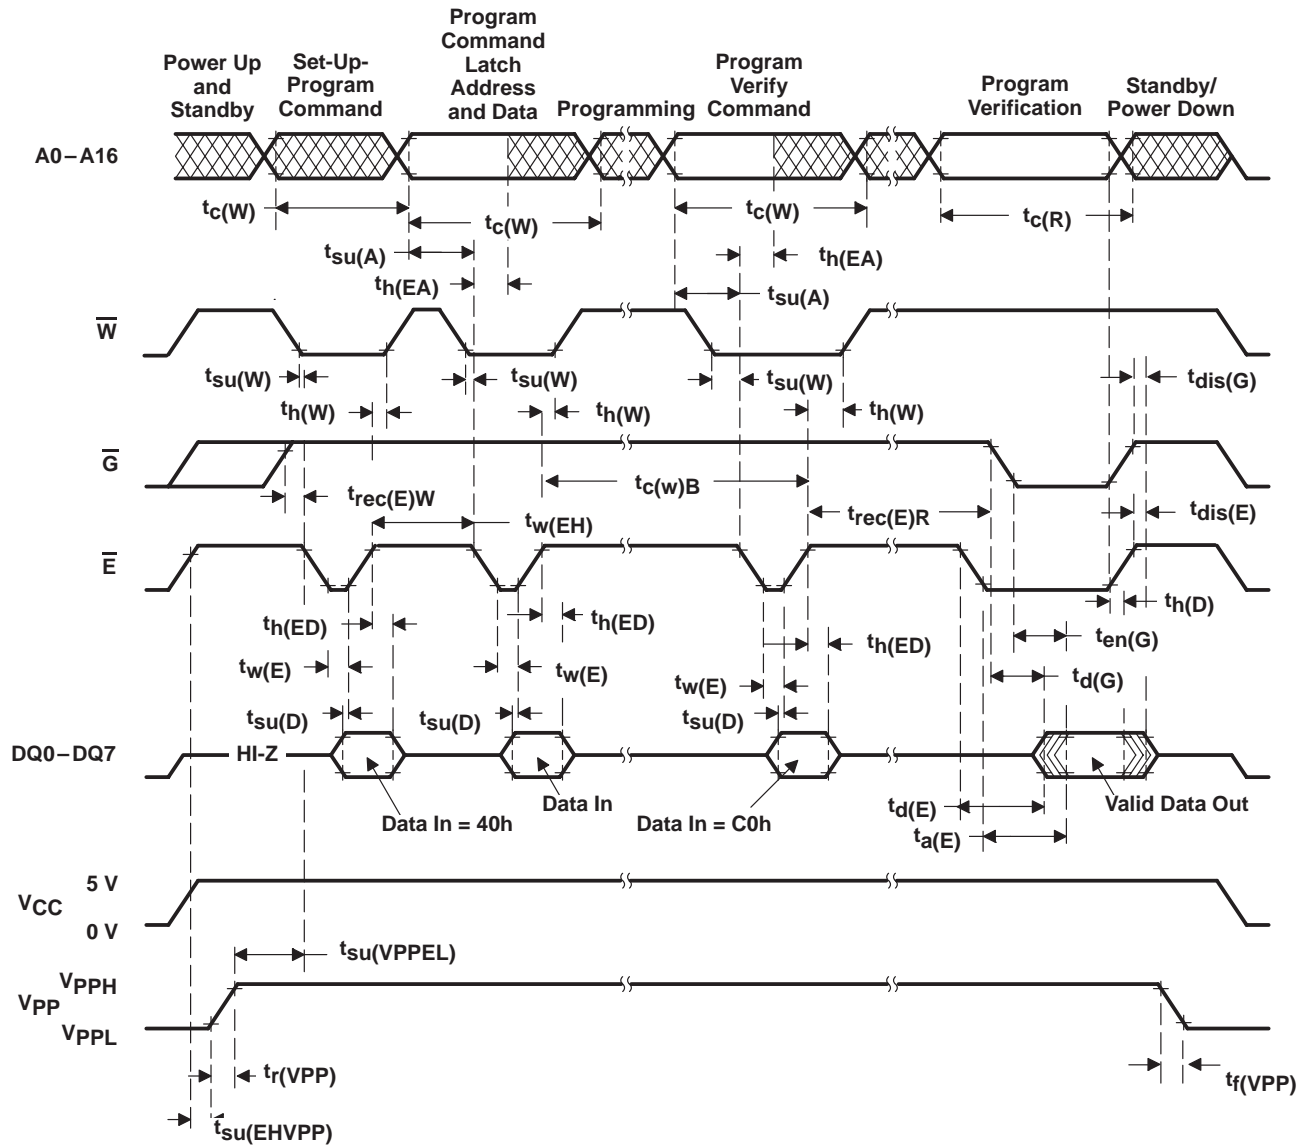 Power Up
and
Standby
Set-Up-
Program
Command
Program
Command
Latch
Address
and Data
Programming
Program
Verify
Command
Program
Verification
Standby/
Power Down
A0–A16
tc(W)
tc(W)
tc(W)
tc(R)
tsu(A)
th(EA)
th(EA)
tsu(A)
W
tsu(W)
tsu(W)
tsu(W)
tdis(G)
th(W)
th(W)
th(W)
G
trec(E)W
tc(w)B
tw(EH)
trec(E)R
tdis(E)
E
th(ED)
th(ED)
th(ED)
th(D)
ten(G)
tw(E)
tw(E)
tw(E)
td(G)
tsu(D)
tsu(D)
tsu(D)
DQ0–DQ7
HI-Z
Data In = 40h
Data In
Data In = C0h
Valid Data Out
td(E)
ta(E)
5 V
VCC
0 V
tsu(VPPEL)
VPPH
VPP
VPPL
tr(VPP)
tf(VPP)
tsu(EHVPP)